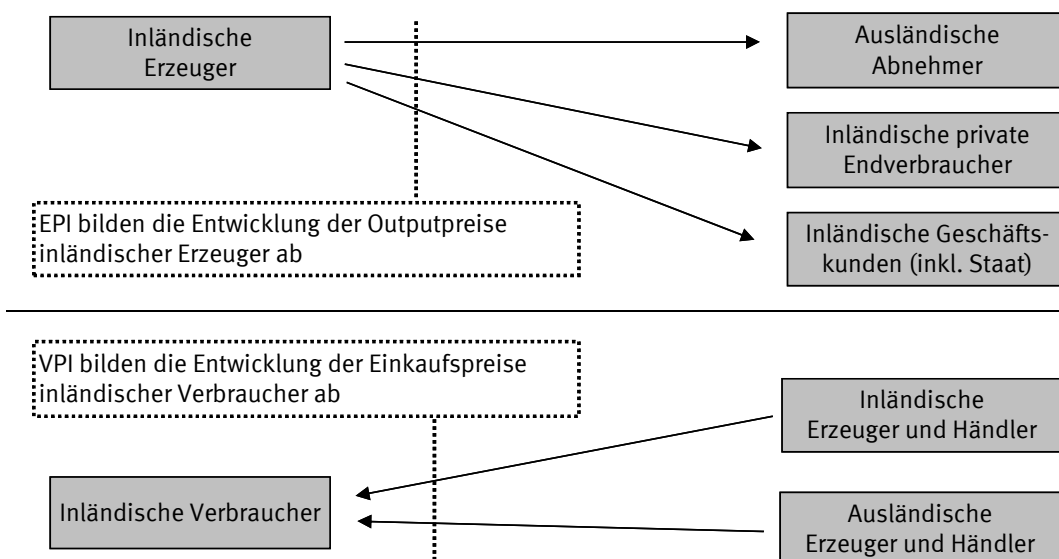 Inländische
Erzeuger
Ausländische
Abnehmer
Inländische private
Endverbraucher
EPI bilden die Entwicklung der Outputpreise
inländischer Erzeuger ab
Inländische Geschäfts-
kunden (inkl. Staat)
VPI bilden die Entwicklung der Einkaufspreise
inländischer Verbraucher ab
Inländische
Erzeuger und Händler
Inländische Verbraucher
Ausländische
Erzeuger und Händler